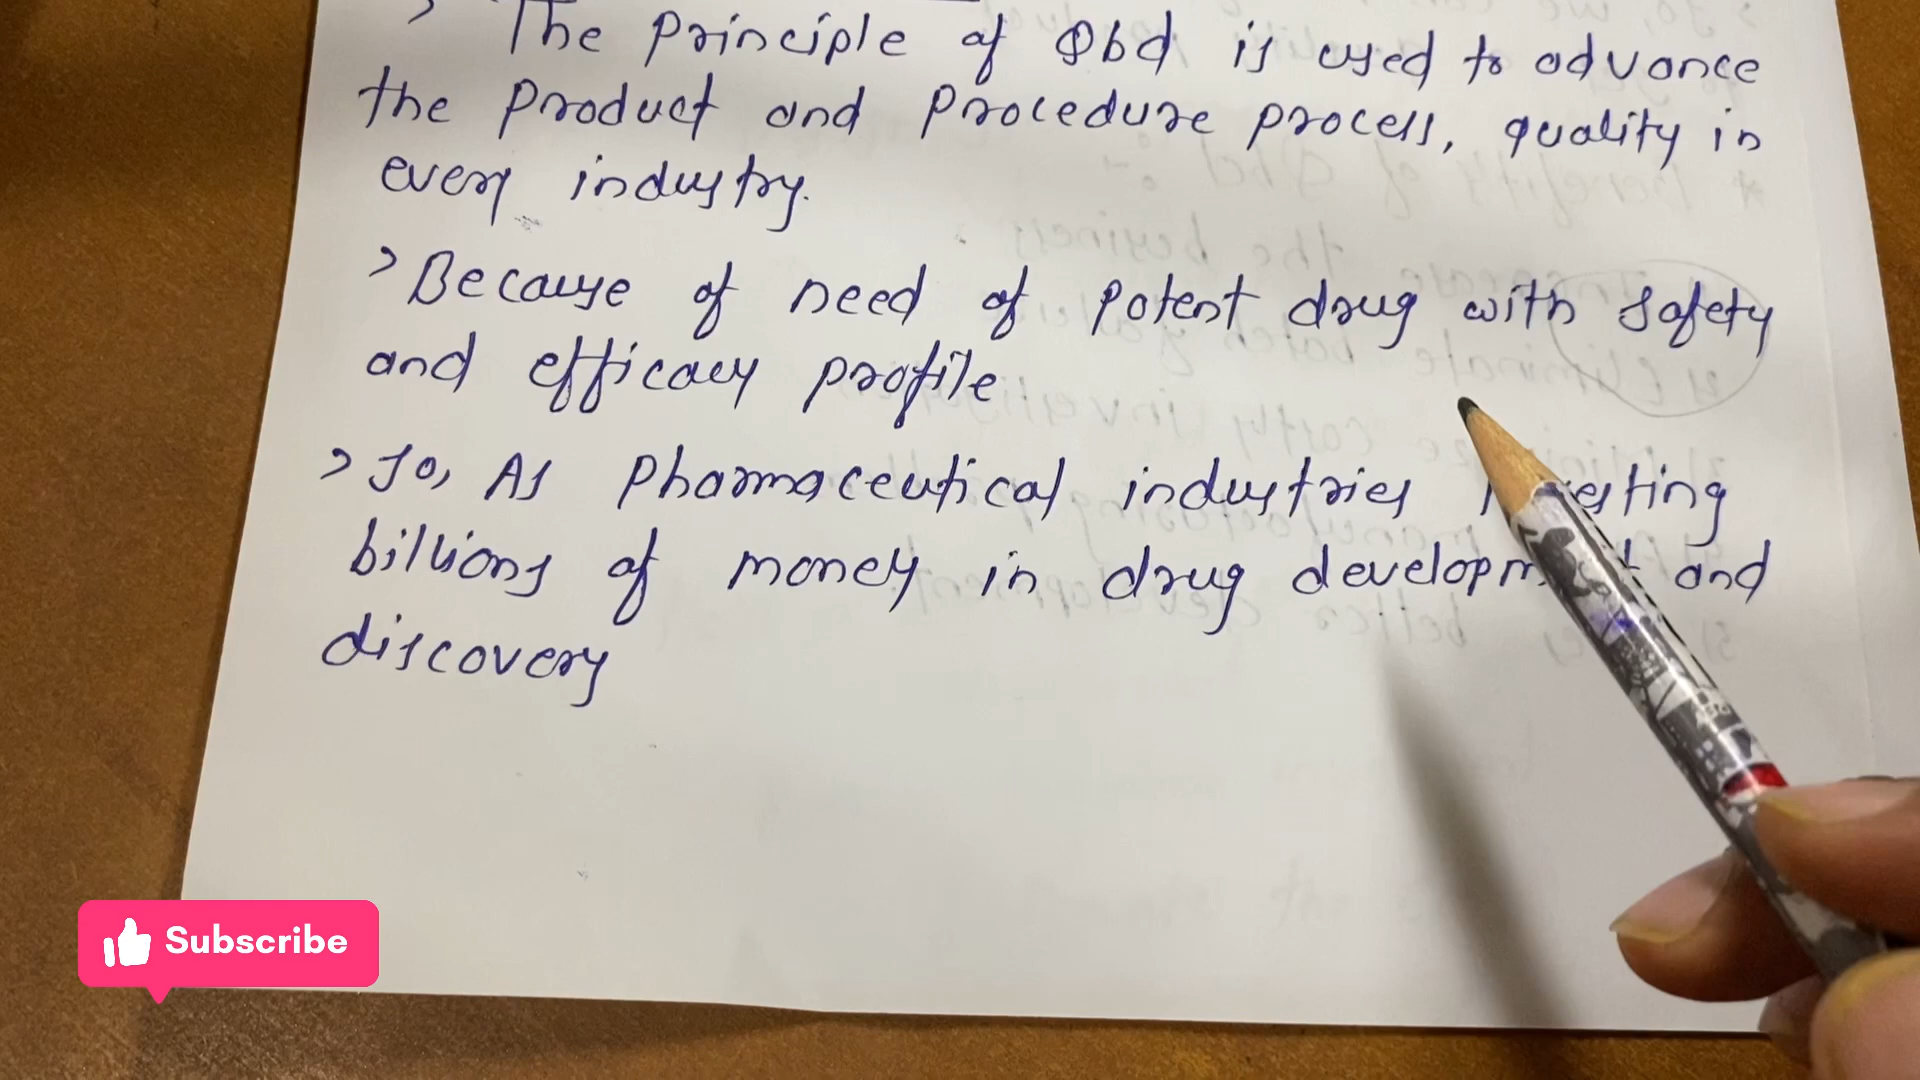 > The principle of Qbd is used to advance
the product and procedure process, quality in
every industry.
> Because of need of potent drug with safety
and efficacy profile
> So, As pharmaceutical industries
billions of money in drug development and
discovery
Subscribe